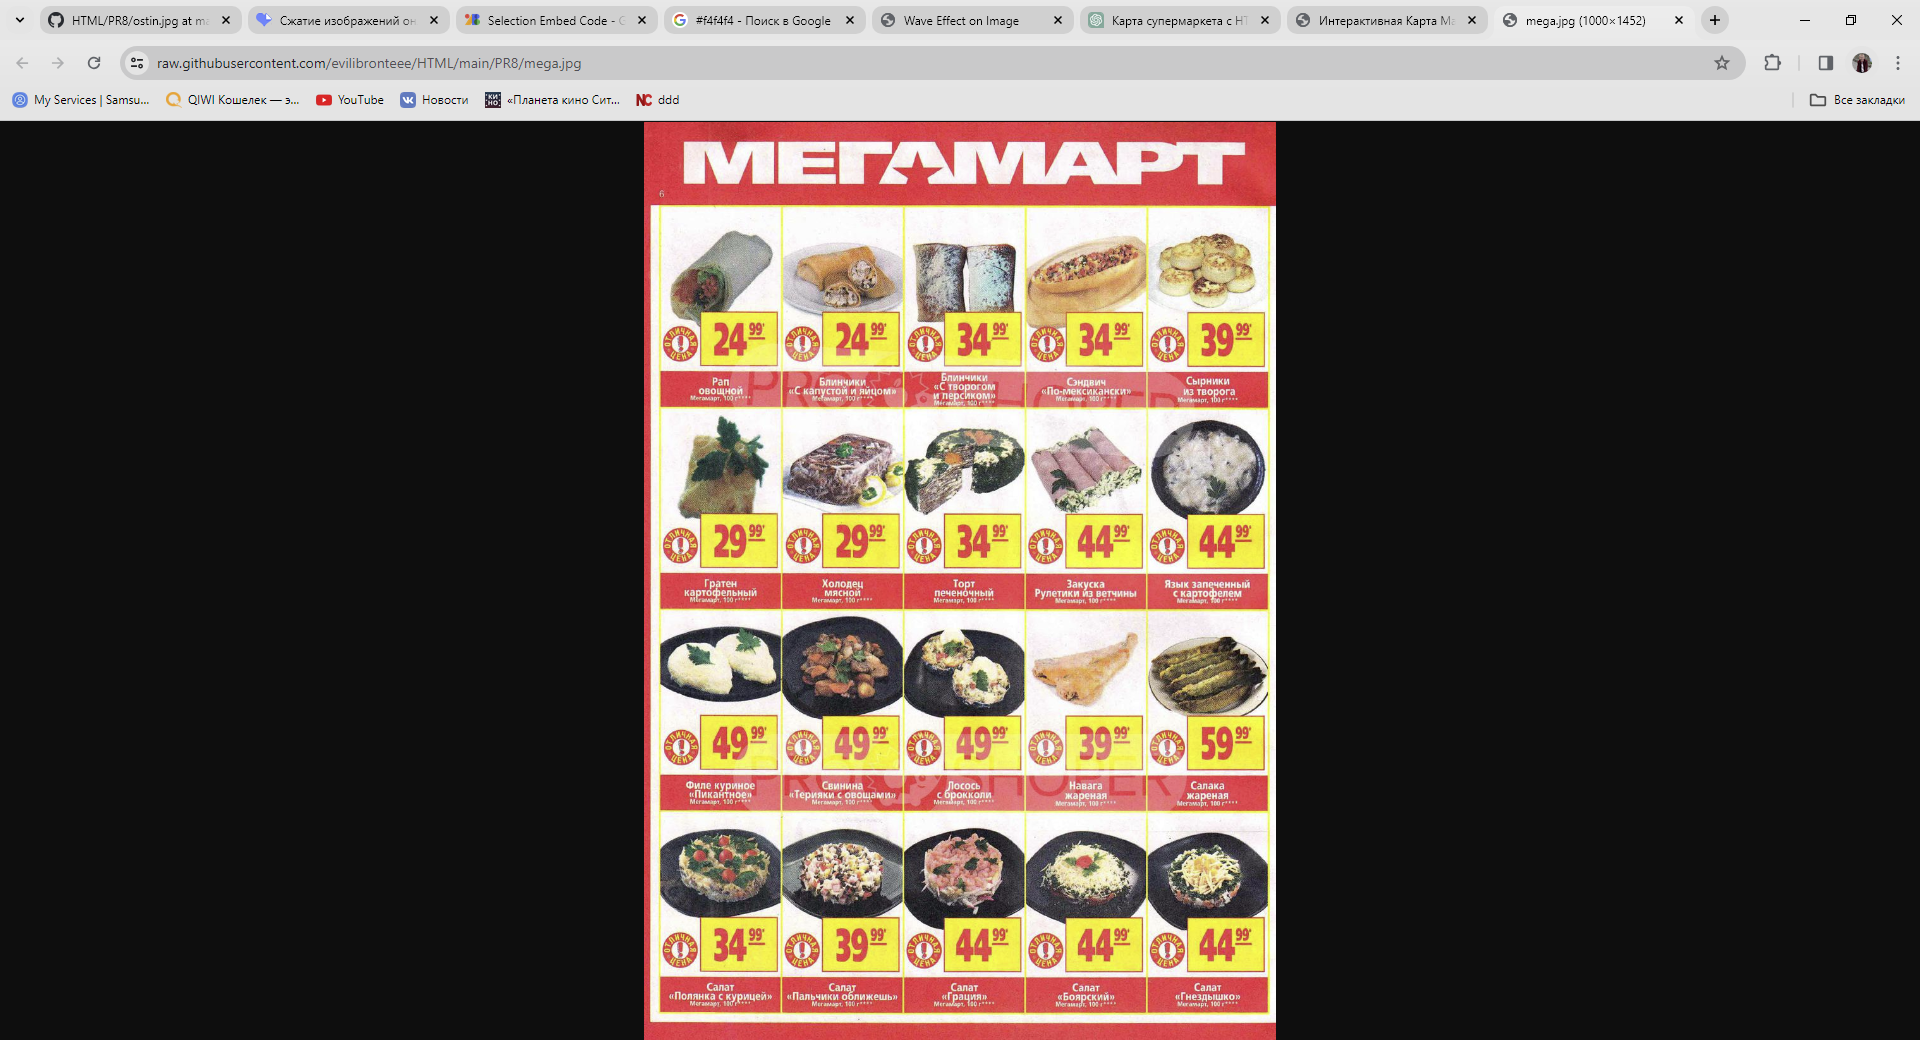 HTML/PR8/ostin.jpg at ma
Сжатие изображений он
Selection Embed Code - G
#f4f4f4 - Поиск в Google
Wave Effect on Image
Карта супермаркета с HT
Интерактивная Карта Ма
mega.jpg (1000×1452)
raw.githubusercontent.com/evilibronteee/HTML/main/PR8/mega.jpg
My Services | Samsu...
QIWI Кошелек — э...
YouTube
Новости
«Планета кино Сит...
ddd
Все закладки
МЕГАМАРТ
6
ОТЛИЧНАЯ ЦЕНА 24 99' ОТЛИЧНАЯ ЦЕНА 24 99' ОТЛИЧНАЯ ЦЕНА 34 99' ОТЛИЧНАЯ ЦЕНА 34 99' ОТЛИЧНАЯ ЦЕНА 39 99'
Рап
овощной
Мегамарт, 100 г****
Блинчики
«С капустой и яйцом»
Мегамарт, 100 г****
Блинчики
«С творогом
и персиком»
Мегамарт, 100 г****
Сэндвич
«По-мексикански»
Мегамарт, 100 г****
Сырники
из творога
Мегамарт, 100 г****
PRO SHOPER
ОТЛИЧНАЯ ЦЕНА 29 99' ОТЛИЧНАЯ ЦЕНА 29 99' ОТЛИЧНАЯ ЦЕНА 34 99' ОТЛИЧНАЯ ЦЕНА 44 99' ОТЛИЧНАЯ ЦЕНА 44 99'
Гратен
картофельный
Мегамарт, 100 г****
Холодец
мясной
Мегамарт, 100 г****
Торт
печеночный
Мегамарт, 100 г****
Закуска
Рулетики из ветчины
Мегамарт, 100 г****
Язык запеченный
с картофелем
Мегамарт, 100 г****
ОТЛИЧНАЯ ЦЕНА 49 99' ОТЛИЧНАЯ ЦЕНА 49 99' ОТЛИЧНАЯ ЦЕНА 49 99' ОТЛИЧНАЯ ЦЕНА 39 99' ОТЛИЧНАЯ ЦЕНА 59 99'
Филе куриное
«Пикантное»
Мегамарт, 100 г****
Свинина
«Терияки с овощами»
Мегамарт, 100 г****
Лосось
с брокколи
Мегамарт, 100 г****
Навага
жареная
Мегамарт, 100 г****
Салака
жареная
Мегамарт, 100 г****
PRO SHOPER
ОТЛИЧНАЯ ЦЕНА 34 99' ОТЛИЧНАЯ ЦЕНА 39 99' ОТЛИЧНАЯ ЦЕНА 44 99' ОТЛИЧНАЯ ЦЕНА 44 99' ОТЛИЧНАЯ ЦЕНА 44 99'
Салат
«Полянка с курицей»
Мегамарт, 100 г****
Салат
«Пальчики оближешь»
Мегамарт, 100 г****
Салат
«Грация»
Мегамарт, 100 г****
Салат
«Боярский»
Мегамарт, 100 г****
Салат
«Гнездышко»
Мегамарт, 100 г****